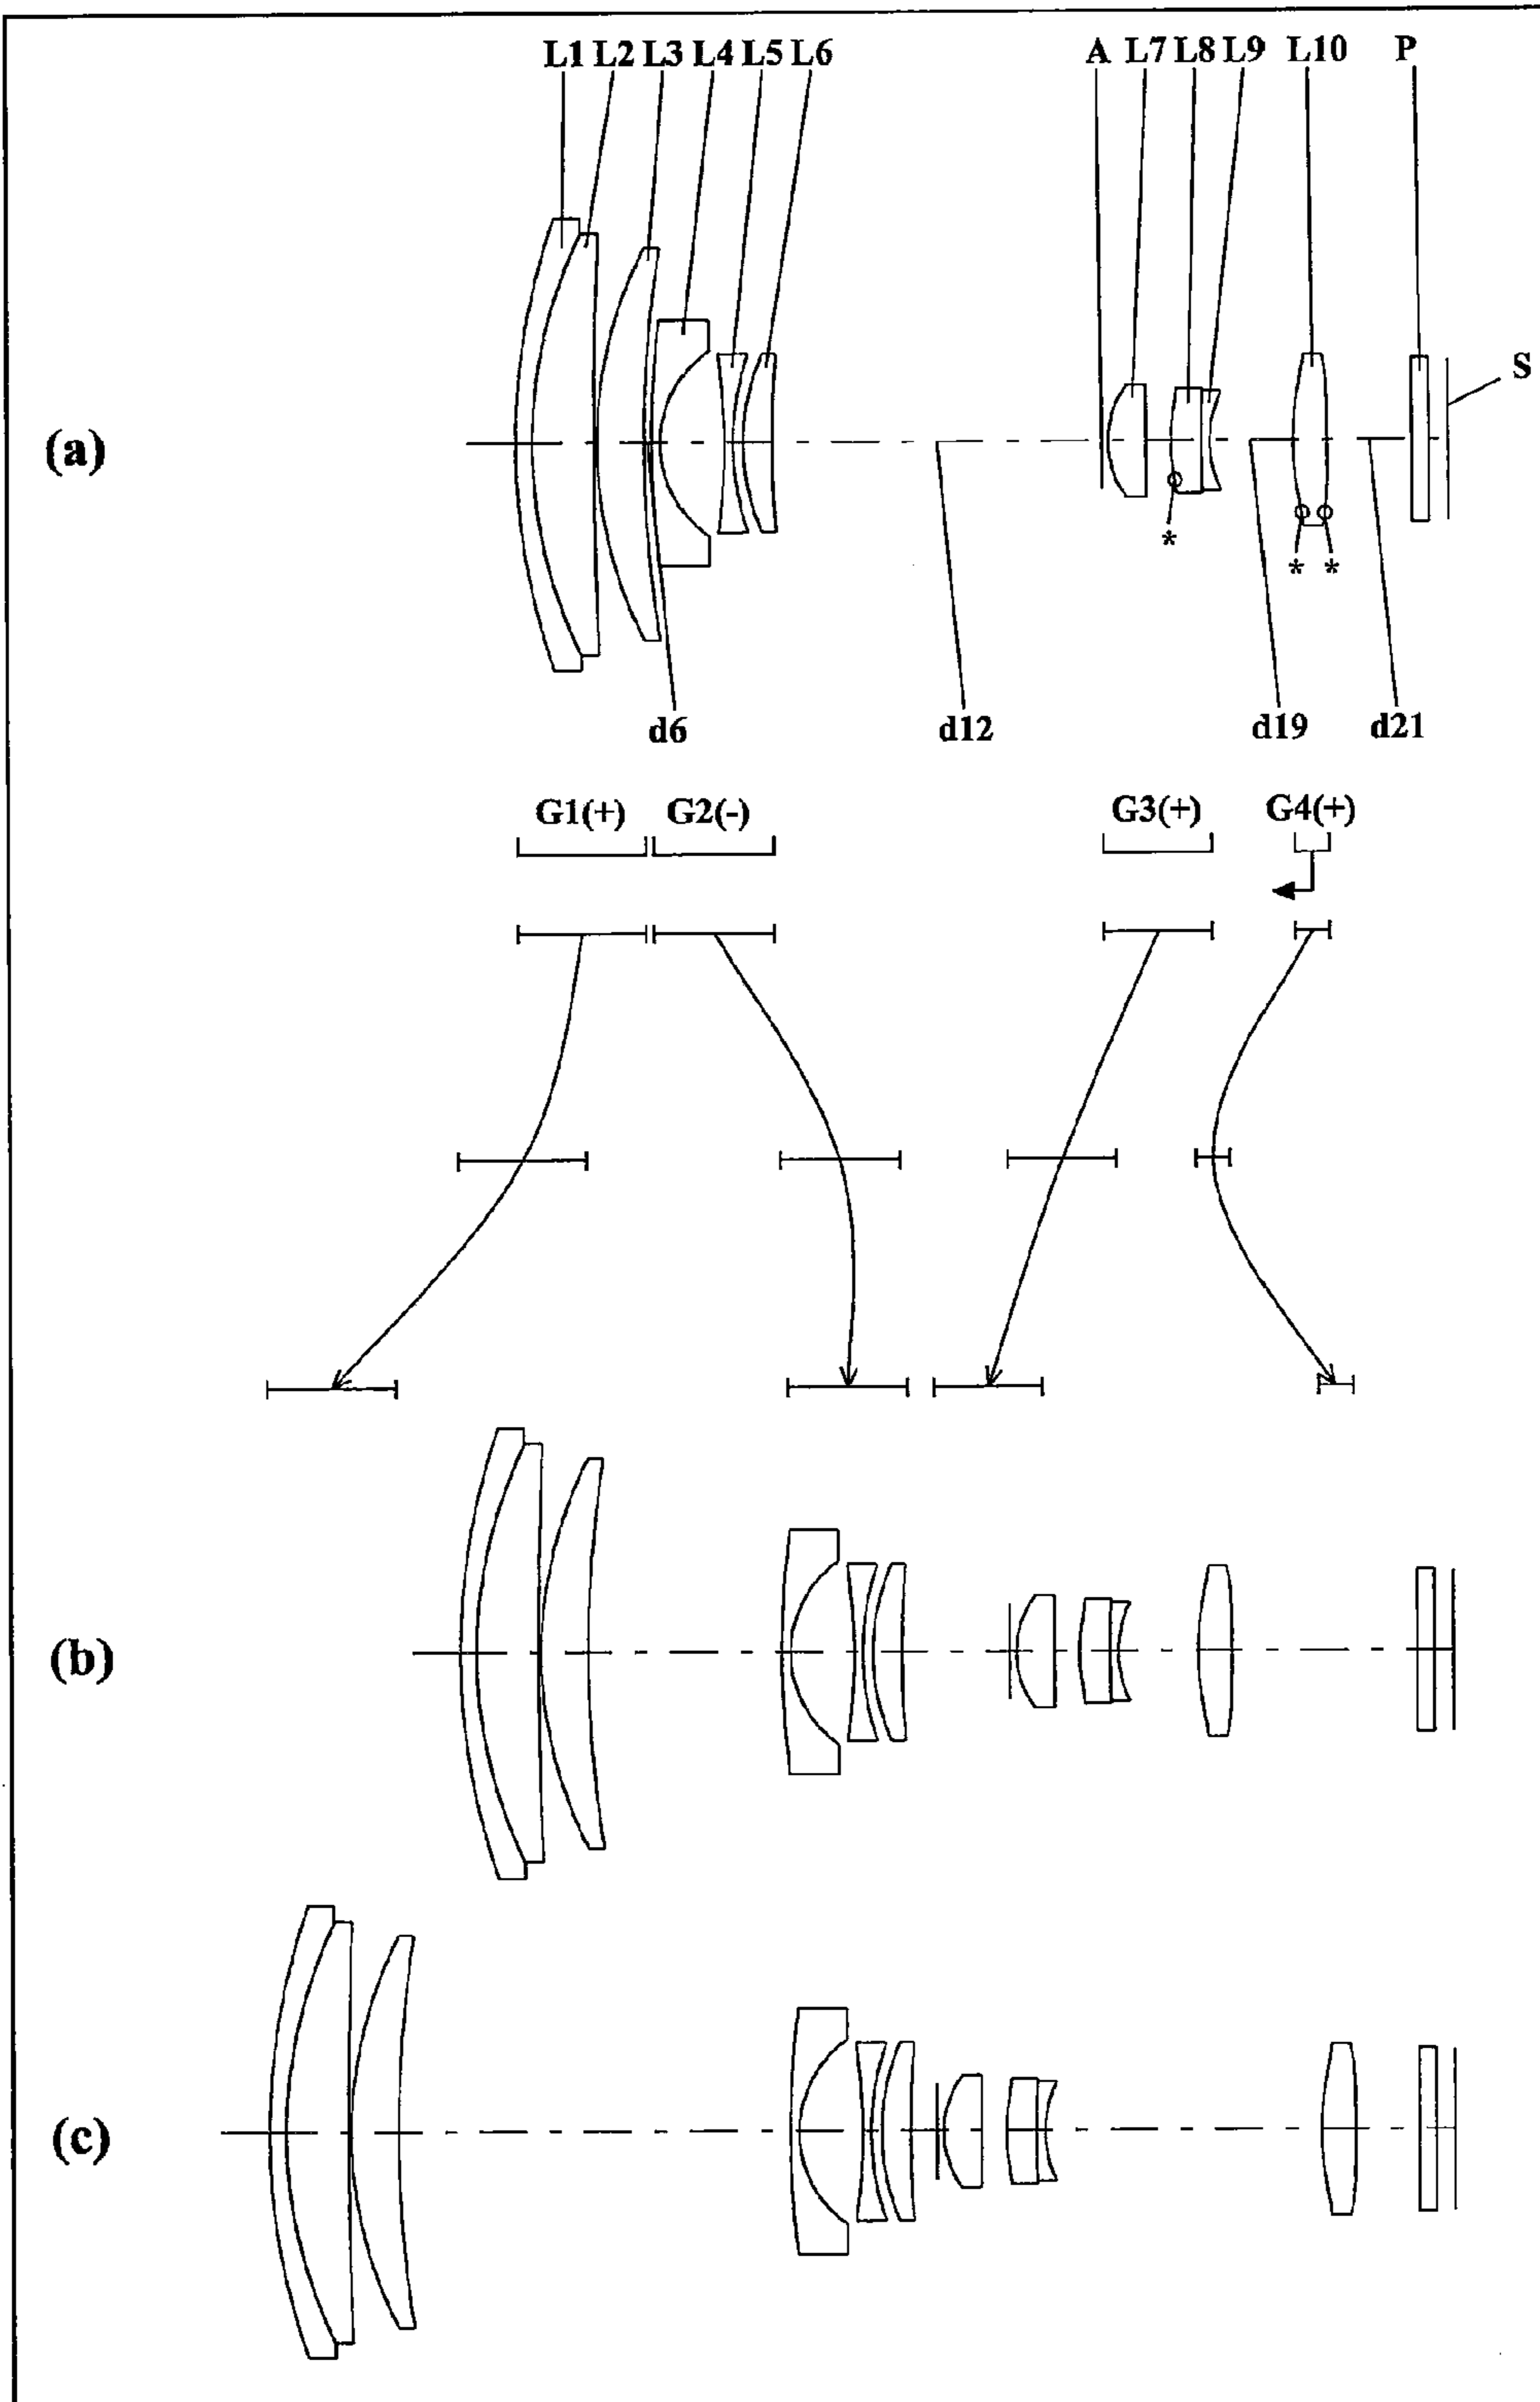 L1 L2 L3 L4 L5 L6 A L7 L8 L9 L10 P
S
(a)
* * *
d6 d12 d19 d21
G1(+) G2(-) G3(+) G4(+)
(b)
(c)